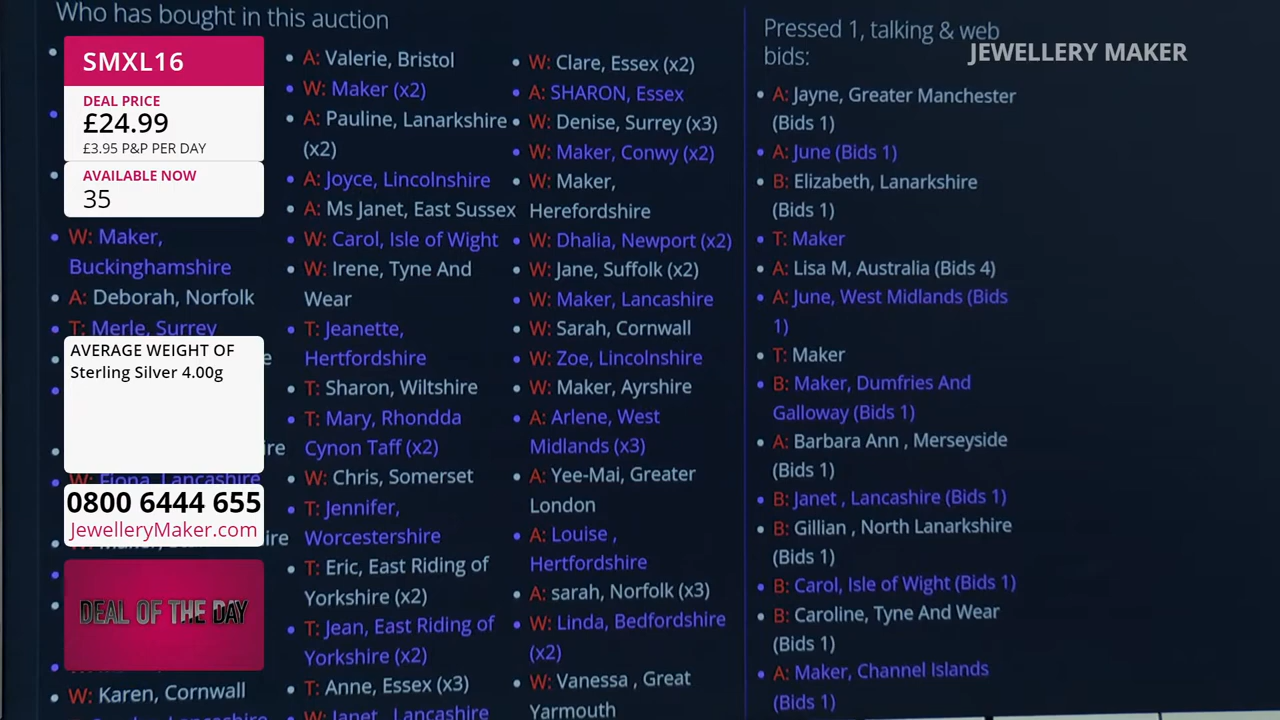 Who has bought in this auction
SMXL16
DEAL PRICE
£24.99
£3.95 P&P PER DAY
AVAILABLE NOW
35
W: Maker,
Buckinghamshire
A: Deborah, Norfolk
T: Merle, Surrey
AVERAGE WEIGHT OF
Sterling Silver 4.00g
W: Fiona, Lancashire
0800 6444 655
JewelleryMaker.com
DEAL OF THE DAY
W: Karen, Cornwall
A: Valerie, Bristol
W: Maker (x2)
A: Pauline, Lanarkshire
(x2)
A: Joyce, Lincolnshire
A: Ms Janet, East Sussex
W: Carol, Isle of Wight
W: Irene, Tyne And
Wear
T: Jeanette,
Hertfordshire
T: Sharon, Wiltshire
T: Mary, Rhondda
Cynon Taff (x2)
W: Chris, Somerset
T: Jennifer,
Worcestershire
T: Eric, East Riding of
Yorkshire (x2)
T: Jean, East Riding of
Yorkshire (x2)
T: Anne, Essex (x3)
W: Janet , Lancashire
W: Clare, Essex (x2)
A: SHARON, Essex
W: Denise, Surrey (x3)
W: Maker, Conwy (x2)
W: Maker,
Herefordshire
W: Dhalia, Newport (x2)
W: Jane, Suffolk (x2)
W: Maker, Lancashire
W: Sarah, Cornwall
W: Zoe, Lincolnshire
W: Maker, Ayrshire
A: Arlene, West
Midlands (x3)
A: Yee-Mai, Greater
London
A: Louise ,
Hertfordshire
A: sarah, Norfolk (x3)
W: Linda, Bedfordshire
(x2)
W: Vanessa , Great
Yarmouth
Pressed 1, talking & web
bids:
JEWELLERY MAKER
A: Jayne, Greater Manchester
(Bids 1)
A: June (Bids 1)
B: Elizabeth, Lanarkshire
(Bids 1)
T: Maker
A: Lisa M, Australia (Bids 4)
A: June, West Midlands (Bids
1)
T: Maker
B: Maker, Dumfries And
Galloway (Bids 1)
A: Barbara Ann , Merseyside
(Bids 1)
B: Janet , Lancashire (Bids 1)
B: Gillian , North Lanarkshire
(Bids 1)
B: Carol, Isle of Wight (Bids 1)
B: Caroline, Tyne And Wear
(Bids 1)
A: Maker, Channel Islands
(Bids 1)